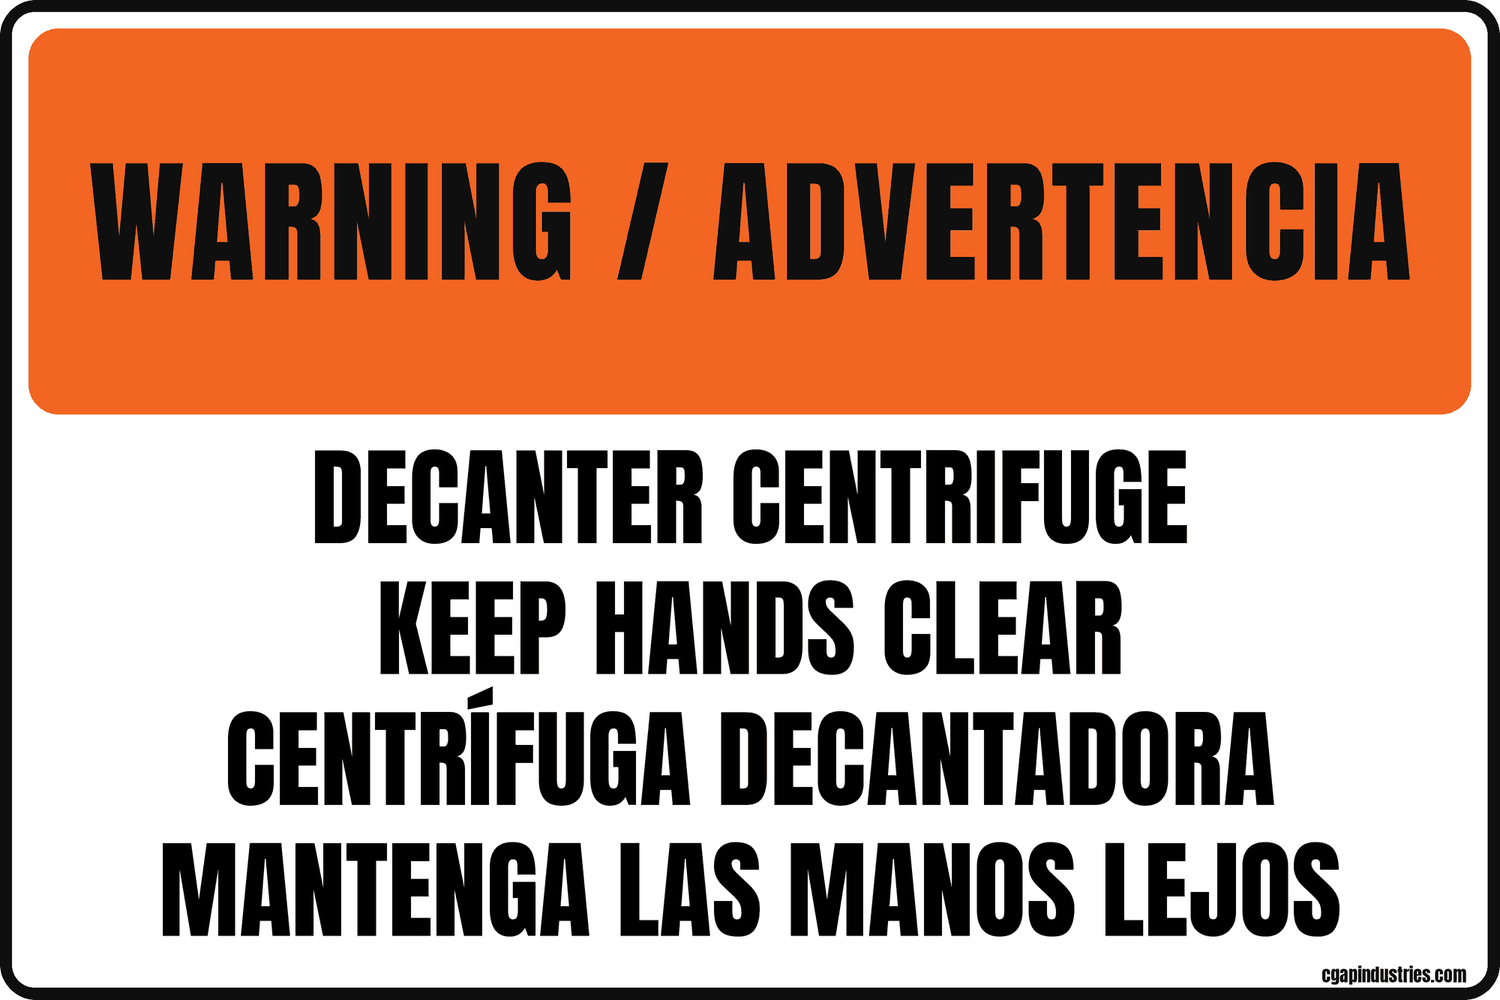 WARNING / ADVERTENCIA
DECANTER CENTRIFUGE
KEEP HANDS CLEAR
CENTRÍFUGA DECANTADORA
MANTENGA LAS MANOS LEJOS
cgapindustries.com